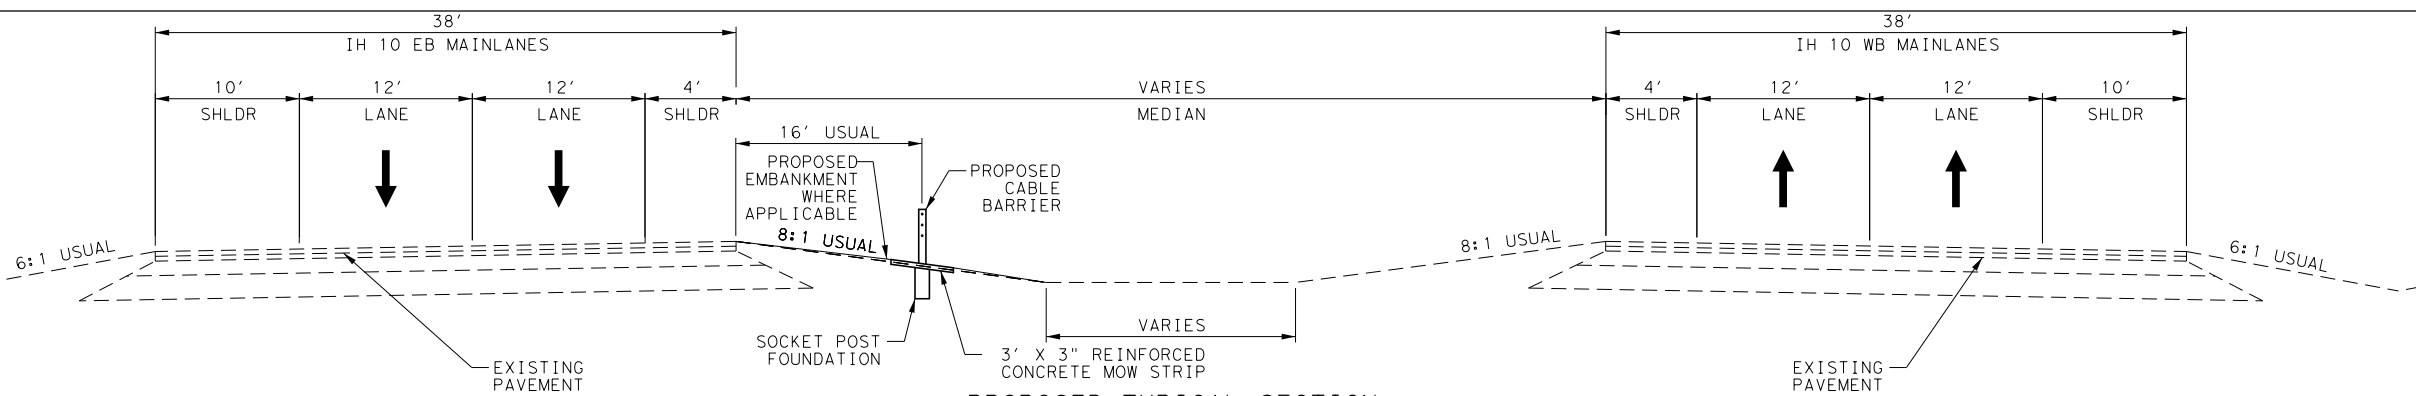 38'
IH 10 EB MAINLANES
38'
IH 10 WB MAINLANES
10'
SHLDR
12'
LANE
12'
LANE
4'
SHLDR
VARIES
MEDIAN
4'
SHLDR
12'
LANE
12'
LANE
10'
SHLDR
16' USUAL
PROPOSED
EMBANKMENT
WHERE
APPLICABLE
PROPOSED
CABLE
BARRIER
6:1 USUAL
8:1 USUAL
8:1 USUAL
6:1 USUAL
VARIES
SOCKET POST
FOUNDATION
3' X 3" REINFORCED
CONCRETE MOW STRIP
EXISTING
PAVEMENT
EXISTING
PAVEMENT
PROPOSED TYPICAL SECTION